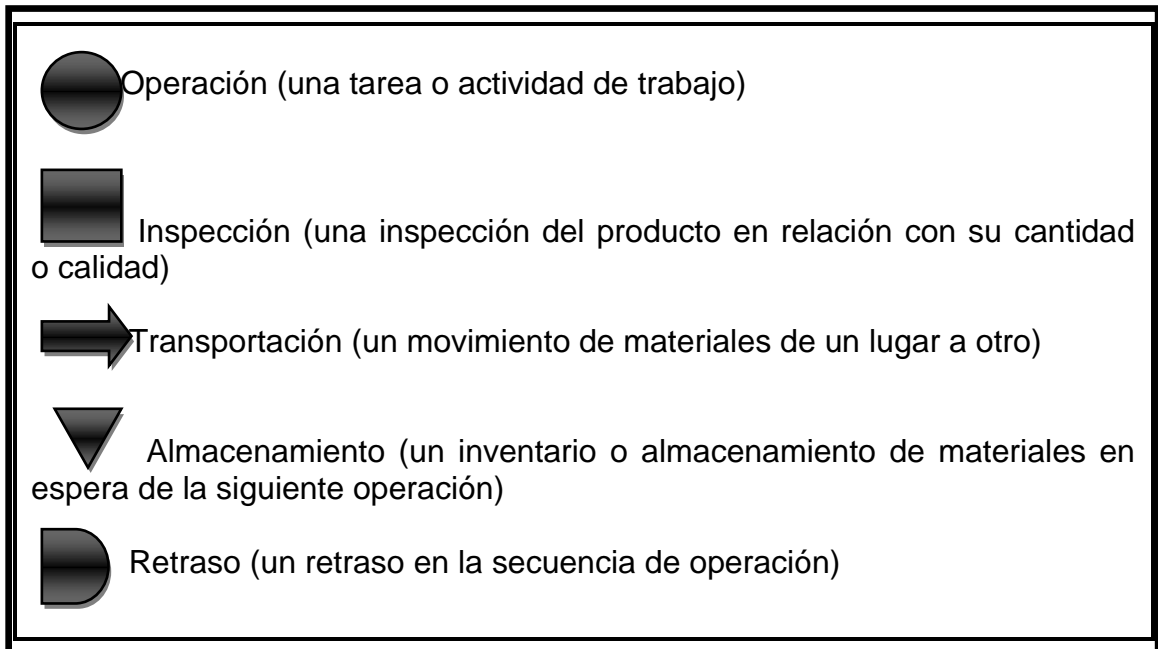 Operación (una tarea o actividad de trabajo)
Inspección (una inspección del producto en relación con su cantidad
o calidad)
Transportación (un movimiento de materiales de un lugar a otro)
Almacenamiento (un inventario o almacenamiento de materiales en
espera de la siguiente operación)
Retraso (un retraso en la secuencia de operación)